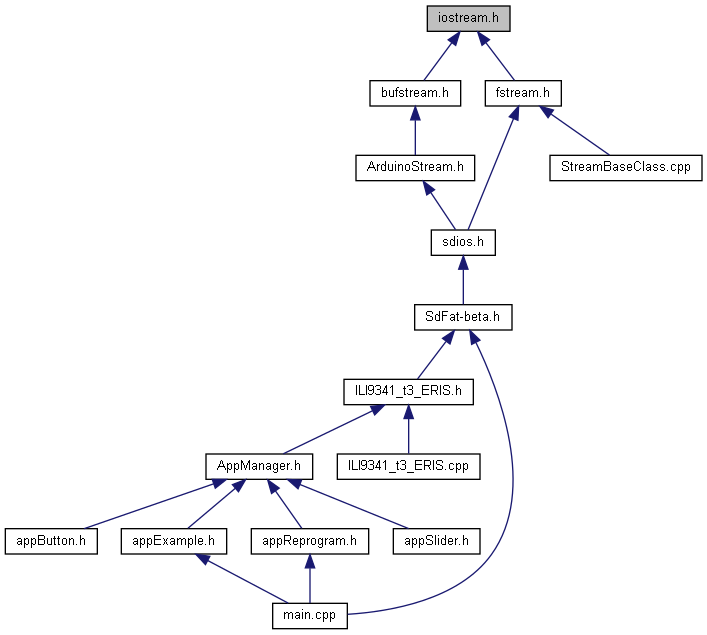 iostream.h
bufstream.h
fstream.h
ArduinoStream.h
StreamBaseClass.cpp
sdios.h
SdFat-beta.h
ILI9341_t3_ERIS.h
AppManager.h
ILI9341_t3_ERIS.cpp
appButton.h
appExample.h
appReprogram.h
appSlider.h
main.cpp